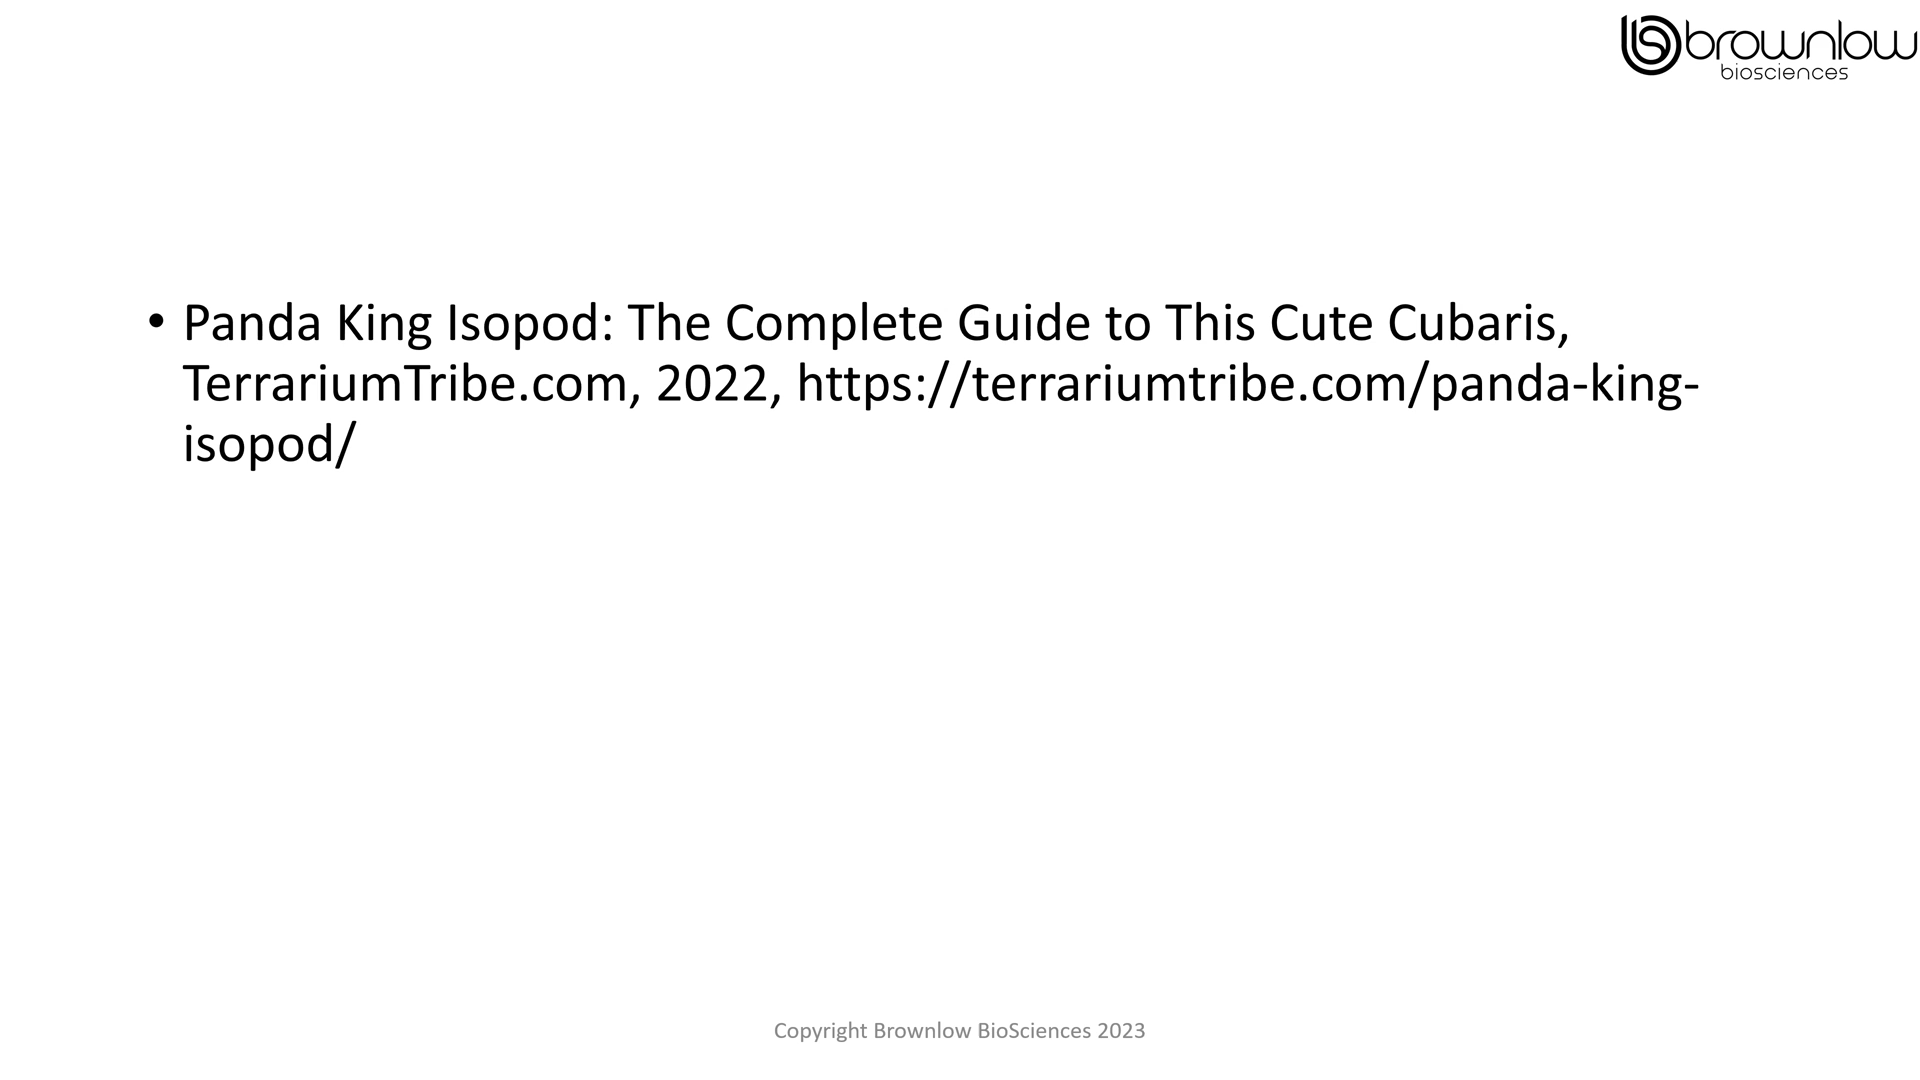 brownlow
biosciences
• Panda King Isopod: The Complete Guide to This Cute Cubaris,
TerrariumTribe.com, 2022, https://terrariumtribe.com/panda-king-
isopod/
Copyright Brownlow BioSciences 2023